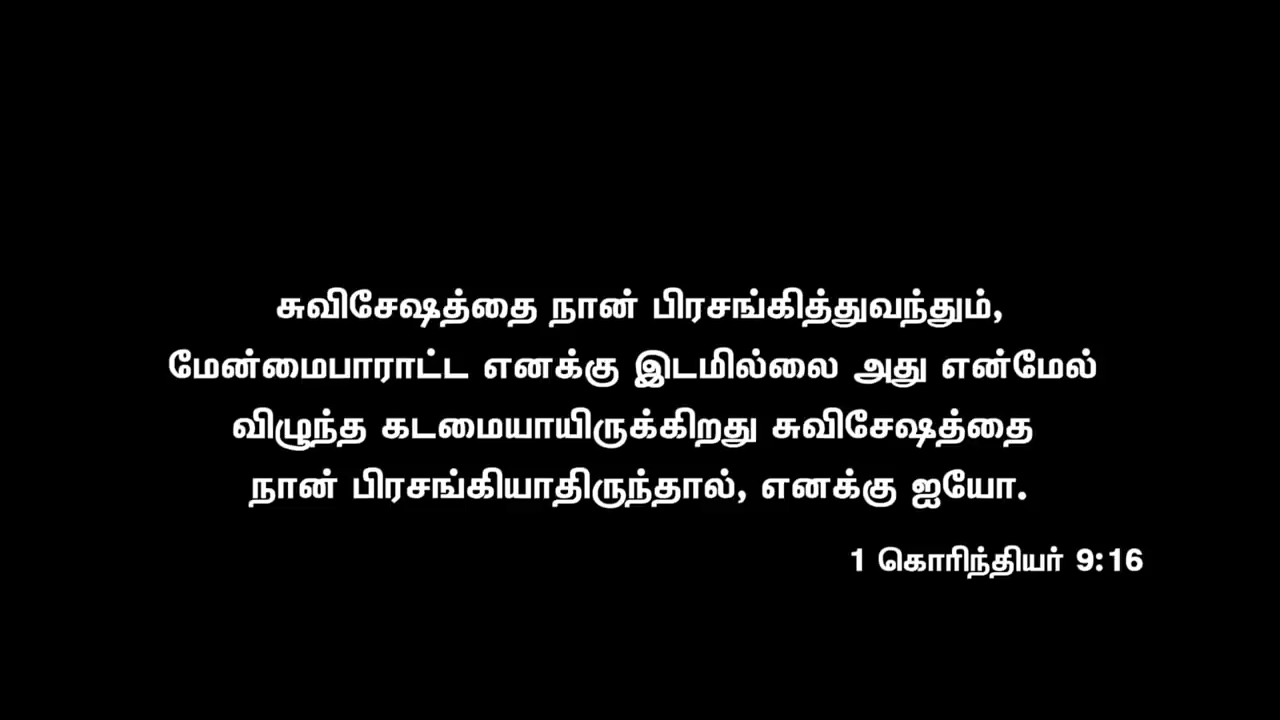 சுவிசேஷத்தை நான் பிரசங்கித்துவந்தும்,
மேன்மைபாராட்ட எனக்கு இடமில்லை அது என்மேல்
விழுந்த கடமையாயிருக்கிறது சுவிசேஷத்தை
நான் பிரசங்கியாதிருந்தால், எனக்கு ஐயோ.
1 கொரிந்தியர் 9:16